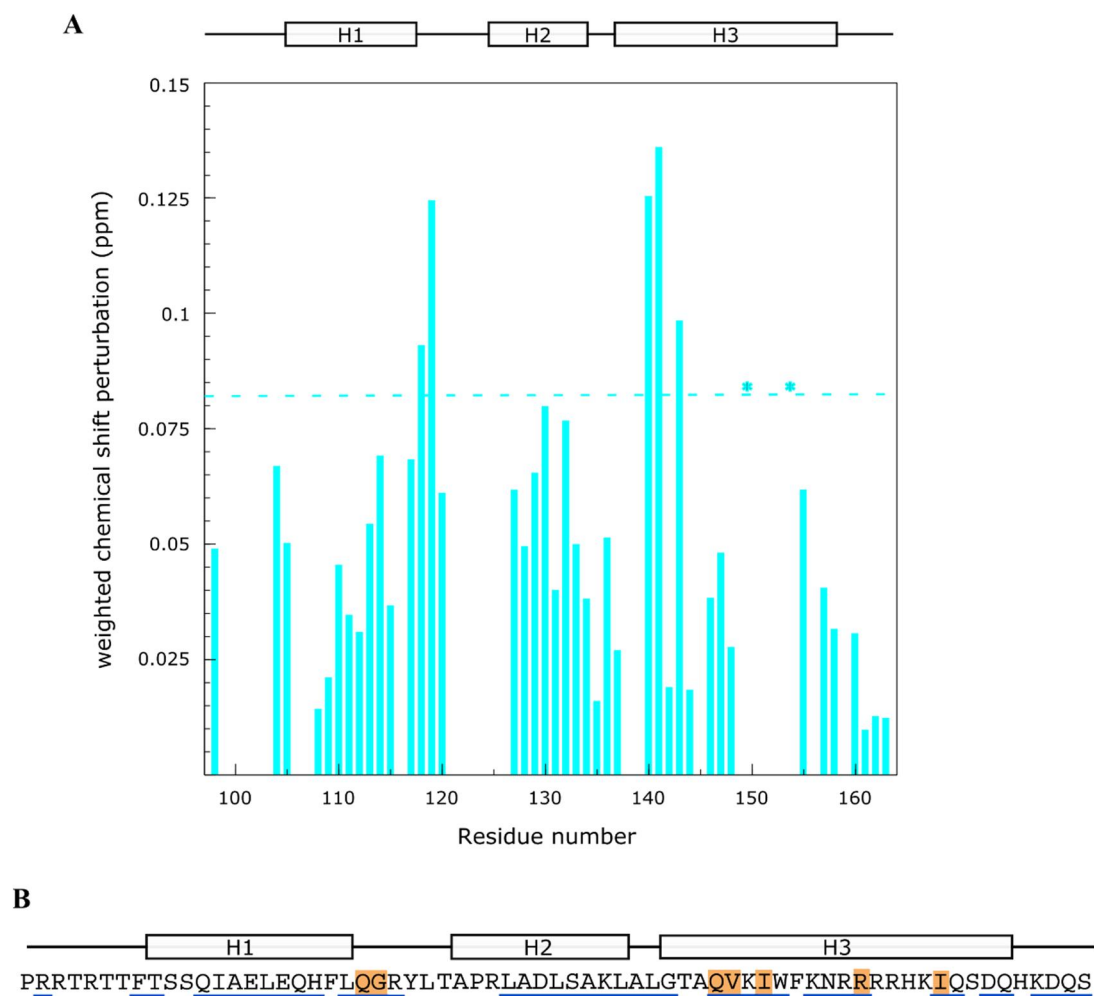 A
H1 H2 H3
0.15
0.125
0.1
* *
0.075
0.05
0.025
weighted chemical shift perturbation (ppm)
100 110 120 130 140 150 160
Residue number
B
H1 H2 H3
PRRTRTTFTSSQIAELEQHFLQGRYLTAPRLADLSAKLALGTAQVKIWFKNRRRRHKIQSDQHKDQS